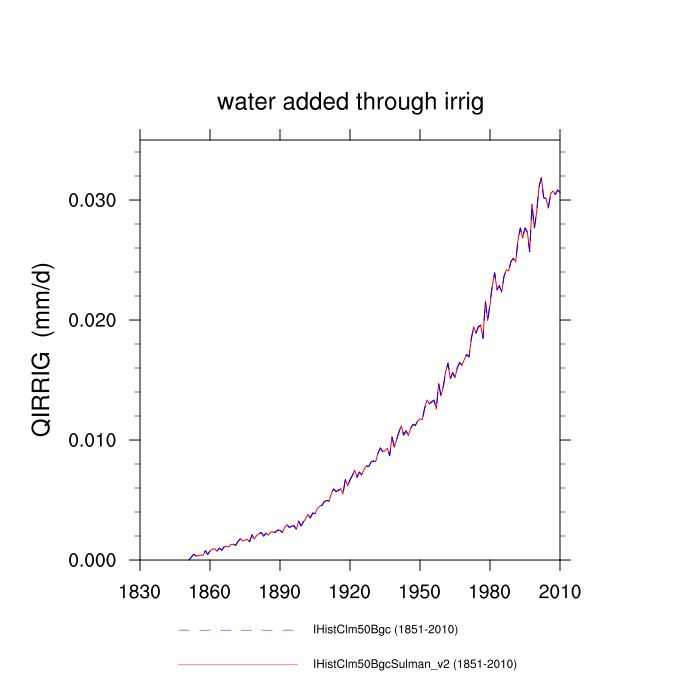 water added through irrig
QIRRIG (mm/d)
0.030
0.020
0.010
0.000
1830 1860 1890 1920 1950 1980 2010
IHistClm50Bgc (1851-2010)
IHistClm50BgcSulman_v2 (1851-2010)